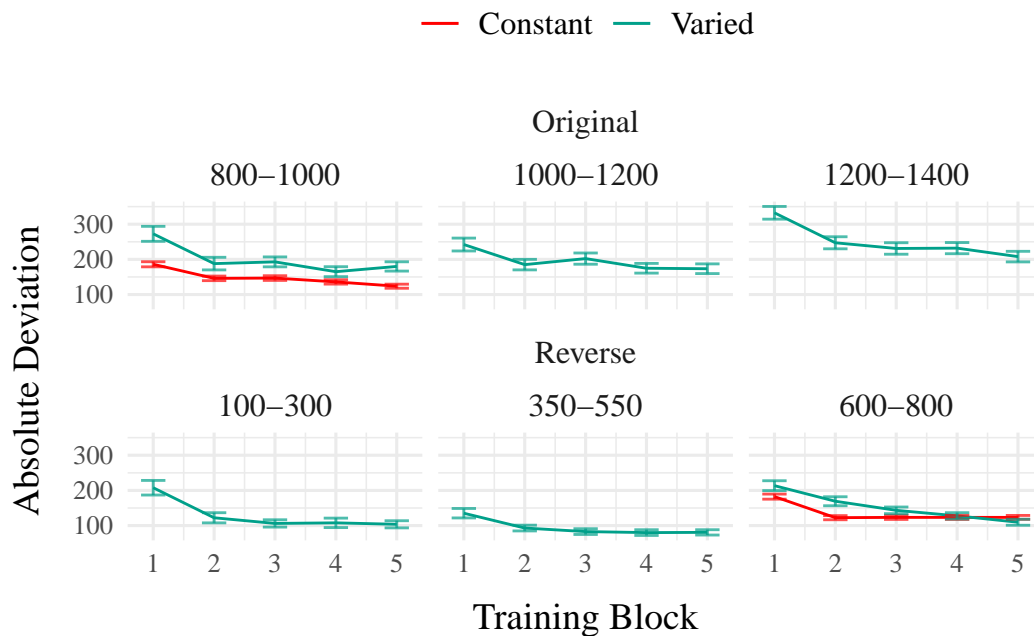 Constant Varied
Original
800–1000 1000–1200 1200–1400
300
200
100
Absolute Deviation
Reverse
100–300 350–550 600–800
300
200
100
1 2 3 4 5 1 2 3 4 5 1 2 3 4 5
Training Block